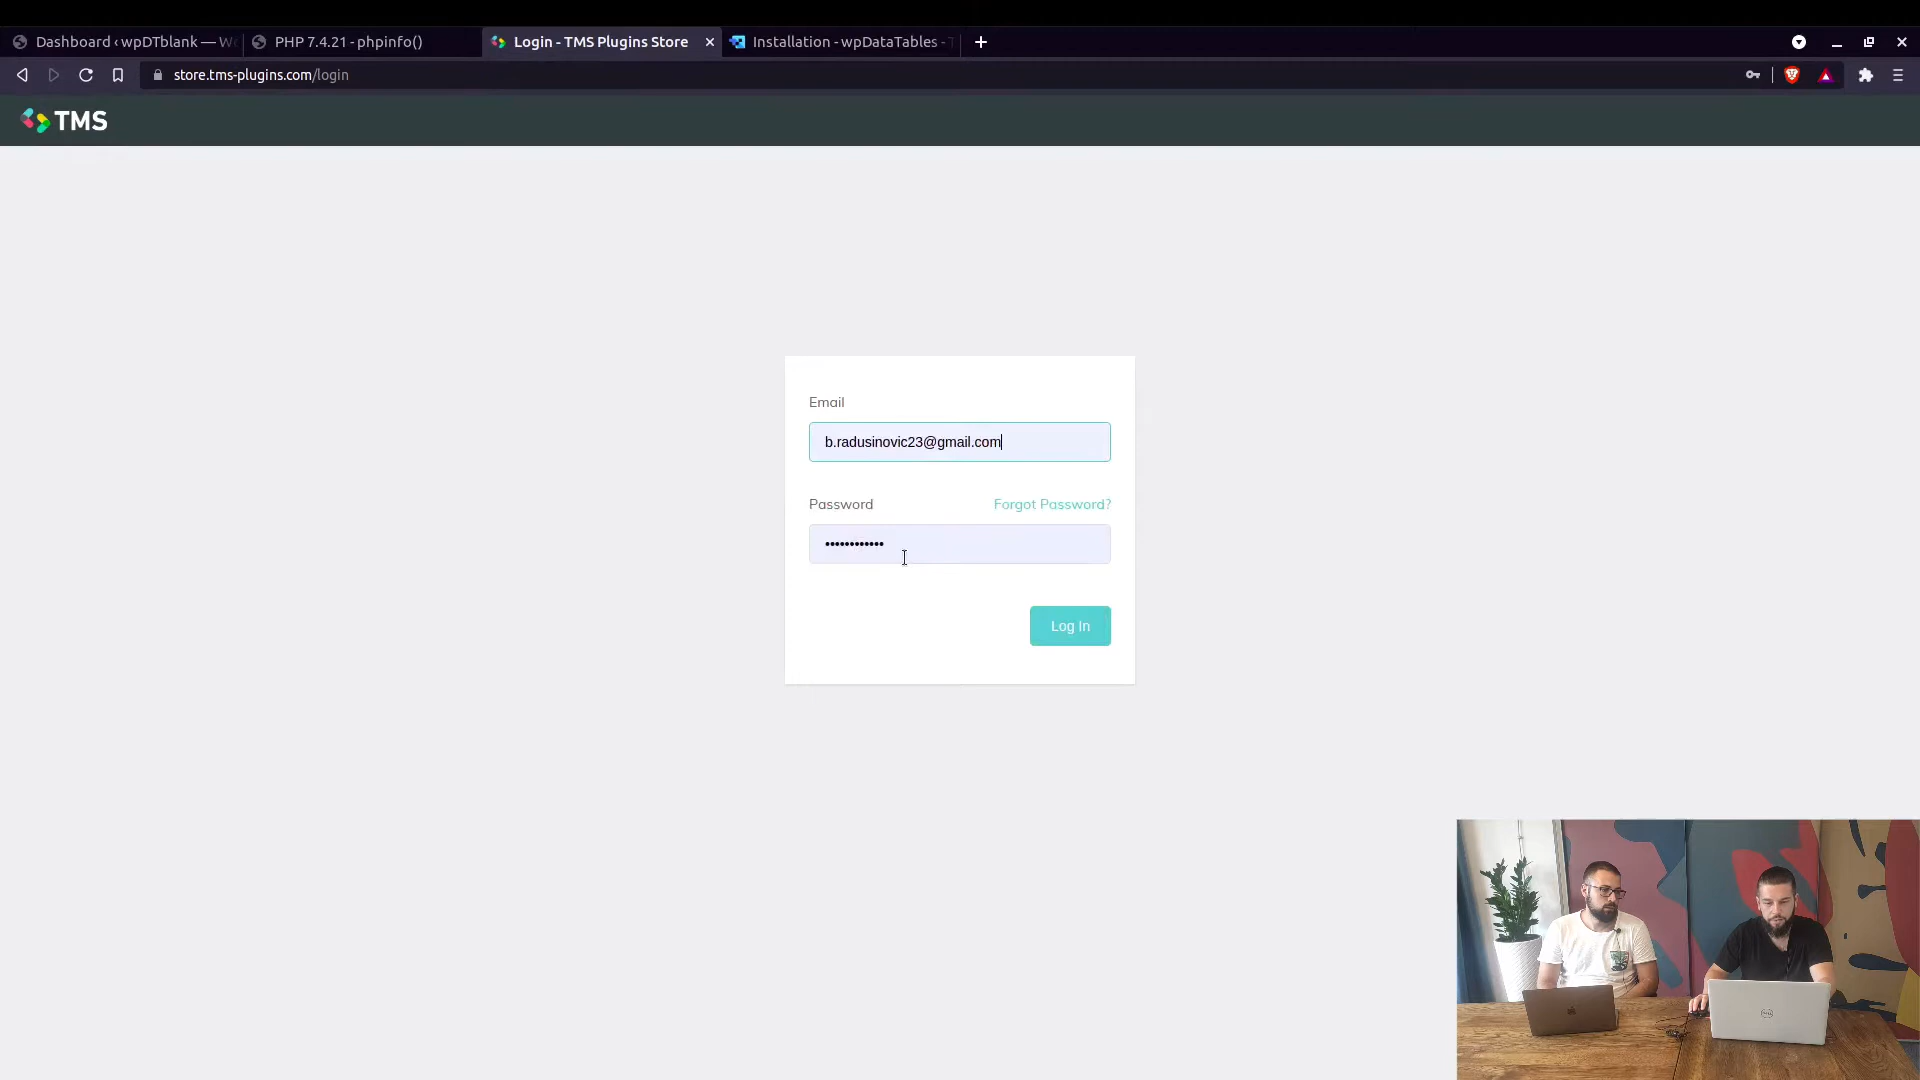 Dashboard ‹ wpDTblank — W
PHP 7.4.21 - phpinfo()
Login - TMS Plugins Store
Installation - wpDataTables -
store.tms-plugins.com/login
TMS
Email
b.radusinovic23@gmail.com
Password
Forgot Password?
••••••••••••
Log In